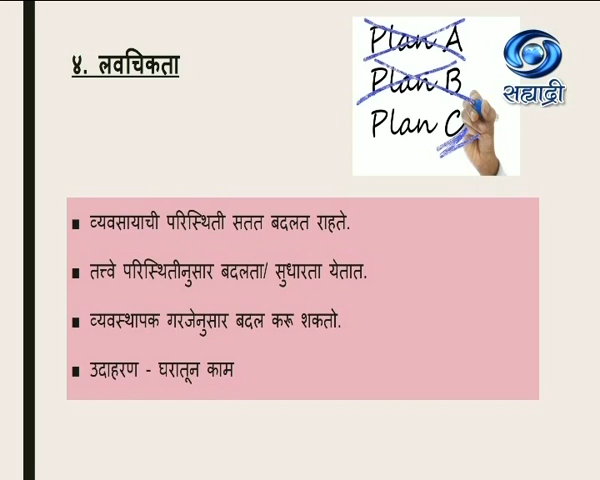 ४. लवचिकता
Plan A
Plan B
Plan C
सह्याद्री
▪ व्यवसायाची परिस्थिती सतत बदलत राहते.
▪ तत्त्वे परिस्थितीनुसार बदलता/ सुधारता येतात.
▪ व्यवस्थापक गरजेनुसार बदल करू शकतो.
▪ उदाहरण - घरातून काम